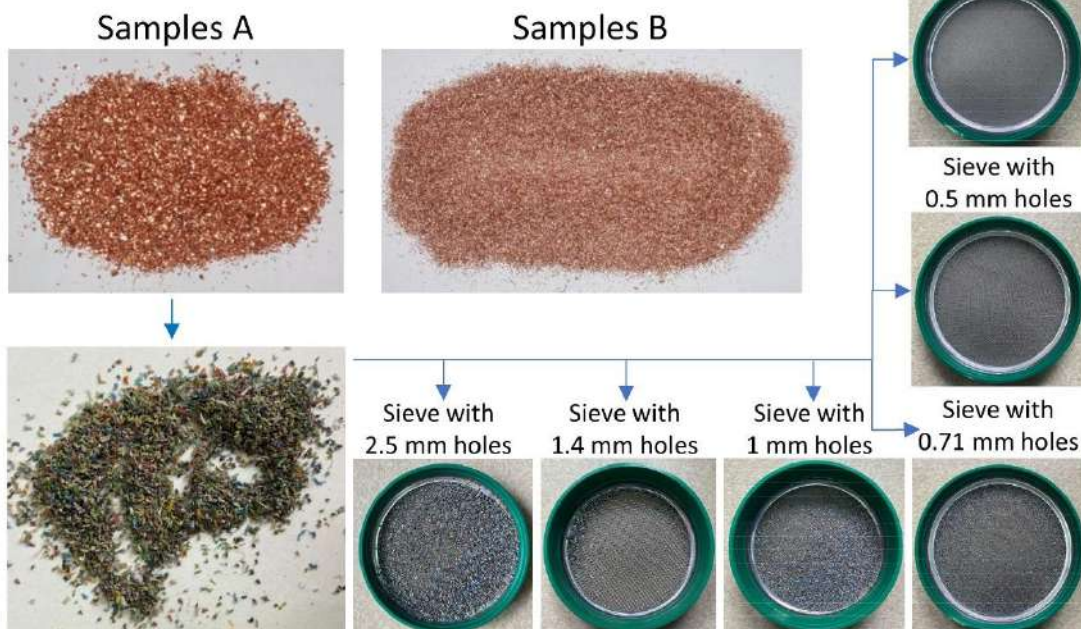 Samples A
Samples B
Sieve with
0.5 mm holes
Sieve with
2.5 mm holes
Sieve with
1.4 mm holes
Sieve with
1 mm holes
Sieve with
0.71 mm holes